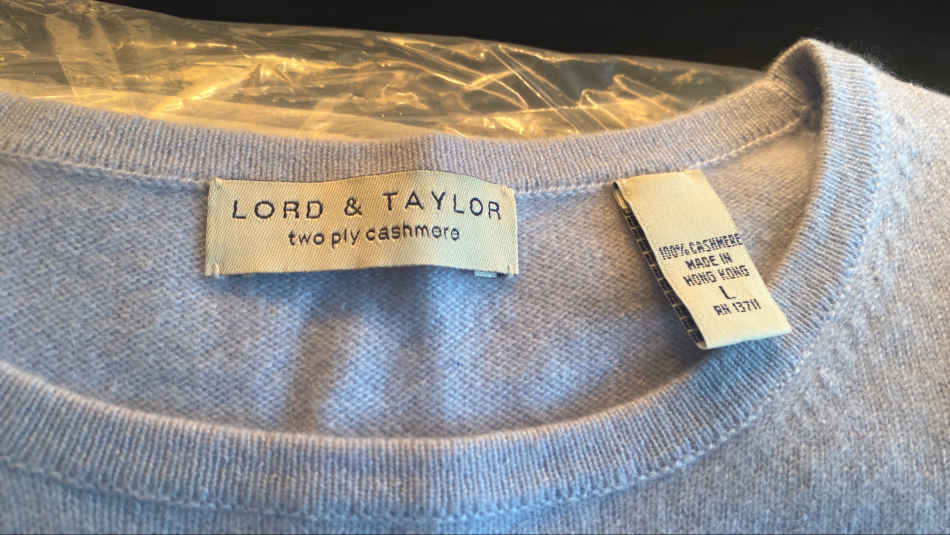 LORD & TAYLOR
two ply cashmere
100% CASHMERE
MADE IN
HONG KONG
L
RN 13711